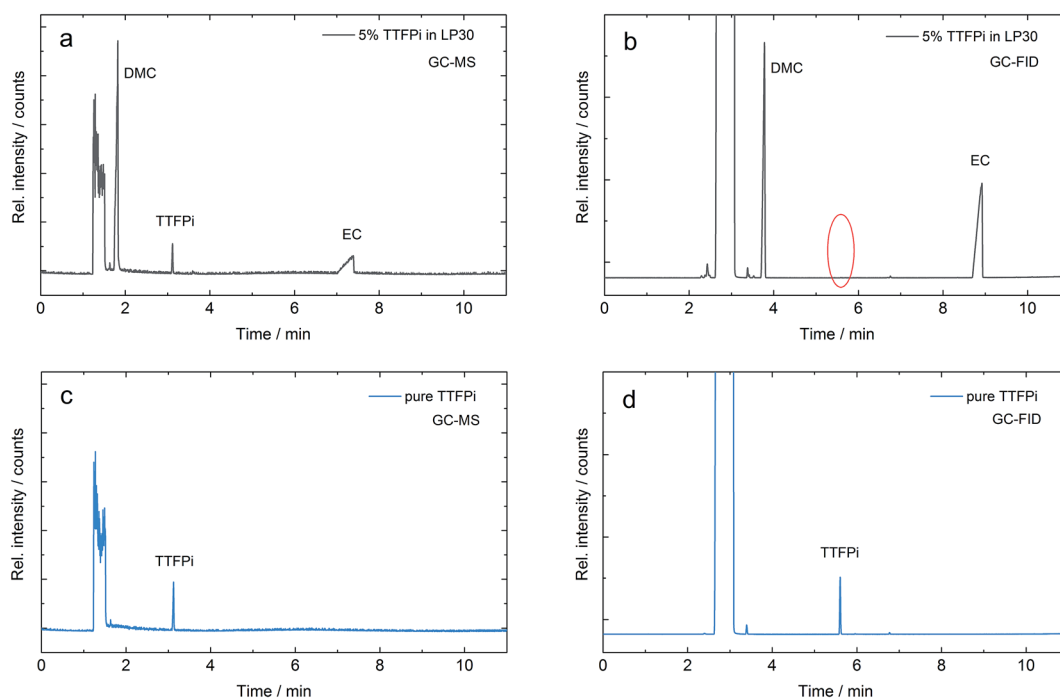 a
5% TTFPi in LP30
GC-MS
DMC
TTFPi
EC
Rel. intensity / counts
0 2 4 6 8 10
Time / min
b
5% TTFPi in LP30
GC-FID
DMC
EC
Rel. intensity / counts
0 2 4 6 8 10
Time / min
c
pure TTFPi
GC-MS
TTFPi
Rel. intensity / counts
0 2 4 6 8 10
Time / min
d
pure TTFPi
GC-FID
TTFPi
Rel. intensity / counts
0 2 4 6 8 10
Time / min